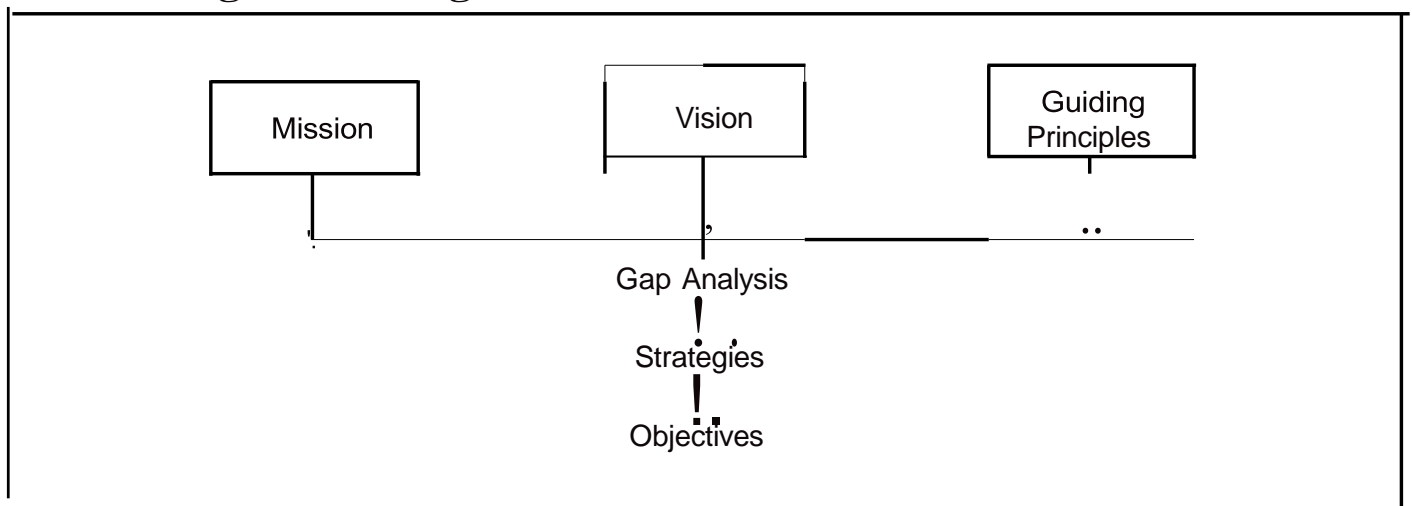 Mission
Vision
Guiding
Principles
Gap Analysis
Strategies
Objectives